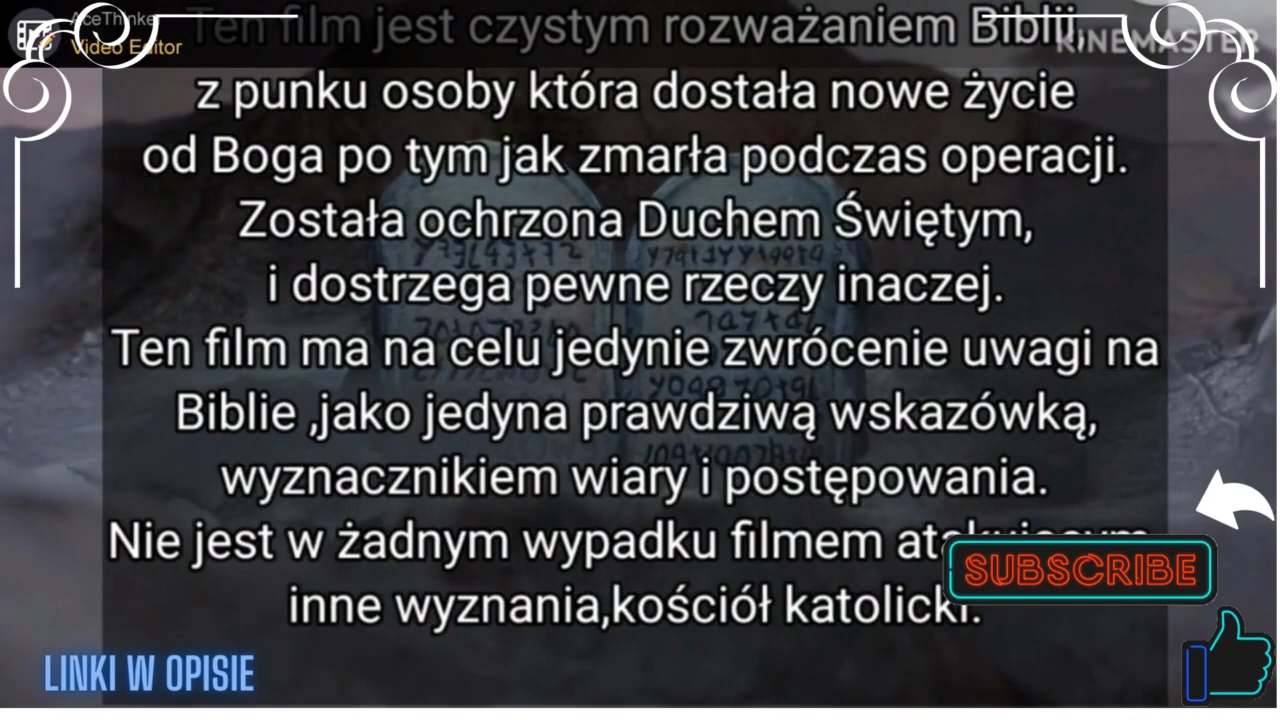 AceThinker
Video Editor
KINEMASTER
Ten film jest czystym rozważaniem Biblii,
z punku osoby która dostała nowe życie
od Boga po tym jak zmarła podczas operacji.
Została ochrzona Duchem Świętym,
i dostrzega pewne rzeczy inaczej.
Ten film ma na celu jedynie zwrócenie uwagi na
Biblie ,jako jedyna prawdziwą wskazówką,
wyznacznikiem wiary i postępowania.
Nie jest w żadnym wypadku filmem atakującym
inne wyznania,kościół katolicki.
SUBSCRIBE
LINKI W OPISIE